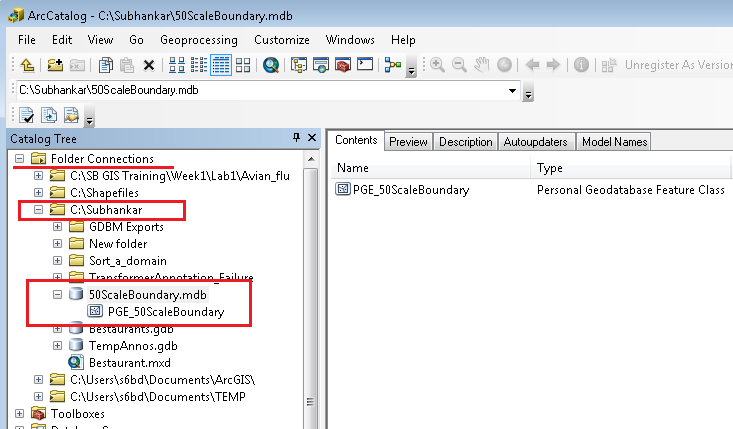 ArcCatalog - C:\Subhankar\50ScaleBoundary.mdb
File Edit View Go Geoprocessing Customize Windows Help
Unregister As Version
C:\Subhankar\50ScaleBoundary.mdb
Catalog Tree
Contents Preview Description Autoupdaters Model Names
Name Type
PGE_50ScaleBoundary Personal Geodatabase Feature Class
Folder Connections
C:\SB GIS Training\Week1\Lab1\Avian_flu
C:\Shapefiles
C:\Subhankar
GDBM Exports
New folder
Sort_a_domain
TransformerAnnotation_Failure
50ScaleBoundary.mdb
PGE_50ScaleBoundary
Bestaurants.gdb
TempAnnos.gdb
Bestaurant.mxd
C:\Users\s6bd\Documents\ArcGIS\
C:\Users\s6bd\Documents\TEMP
Toolboxes